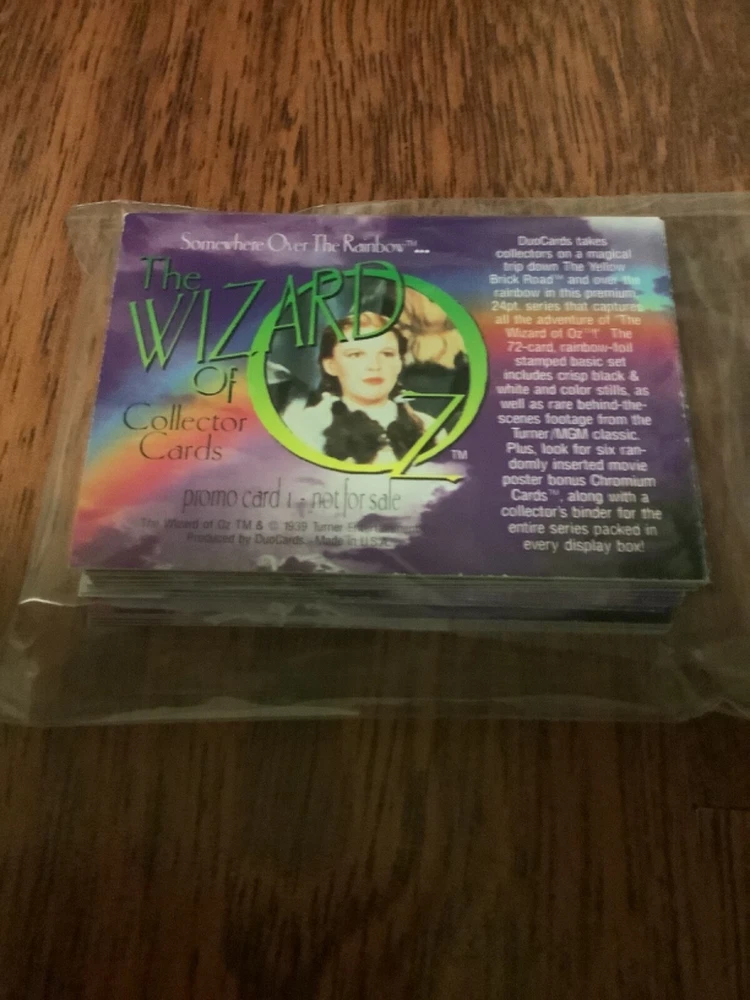 Somewhere Over The Rainbow™ ...
The
WIZARD
OF
OZ™
Collector
Cards
promo card 1 - not for sale
The Wizard of Oz TM & © 1939 Turner
Produced by DuoCards - Made in U.S.A.
DuoCards takes
collectors on a magical
trip down The Yellow
Brick Road™ and over the
rainbow in this premium,
24pt. series that captures
all the adventure of "The
Wizard of Oz™!" The
72-card, rainbow-foil
stamped basic set
includes crisp black &
white and color stills, as
well as rare behind-the-
scenes footage from the
Turner/MGM classic.
Plus, look for six ran-
domly inserted movie
poster bonus Chromium
Cards™, along with a
collector's binder for the
entire series packed in
every display box!